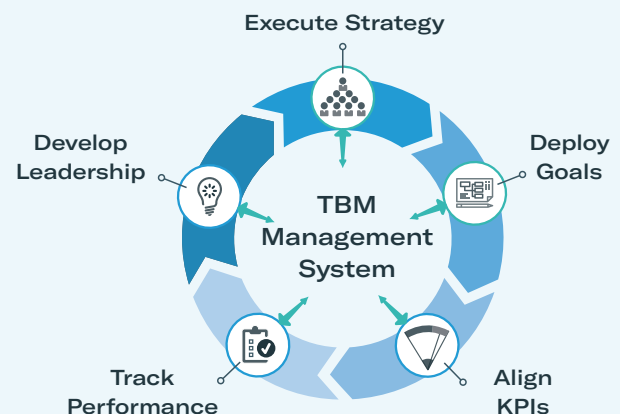 Execute Strategy
Develop
Leadership
Deploy
Goals
TBM
Management
System
Track
Performance
Align
KPIs